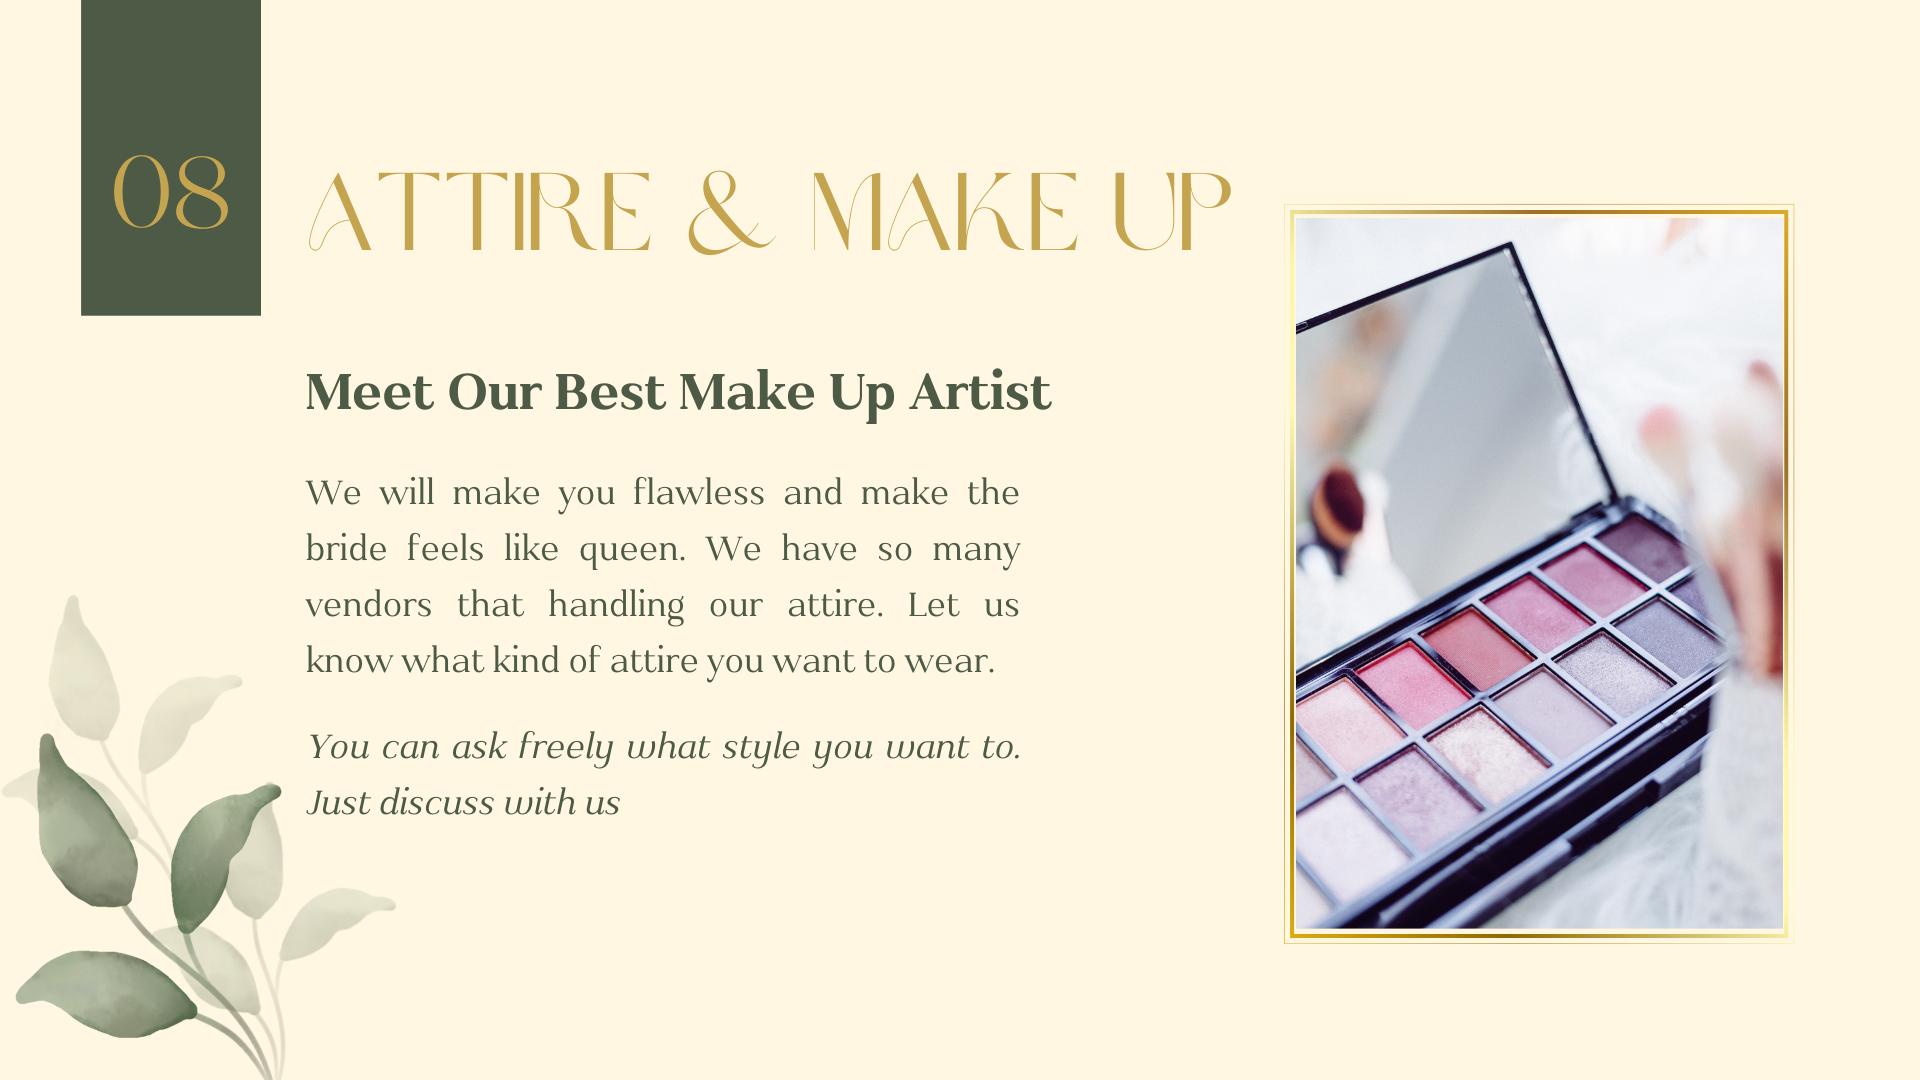 08
ATTIRE & MAKE UP
Meet Our Best Make Up Artist
We will make you flawless and make the
bride feels like queen. We have so many
vendors that handling our attire. Let us
know what kind of attire you want to wear.
You can ask freely what style you want to.
Just discuss with us